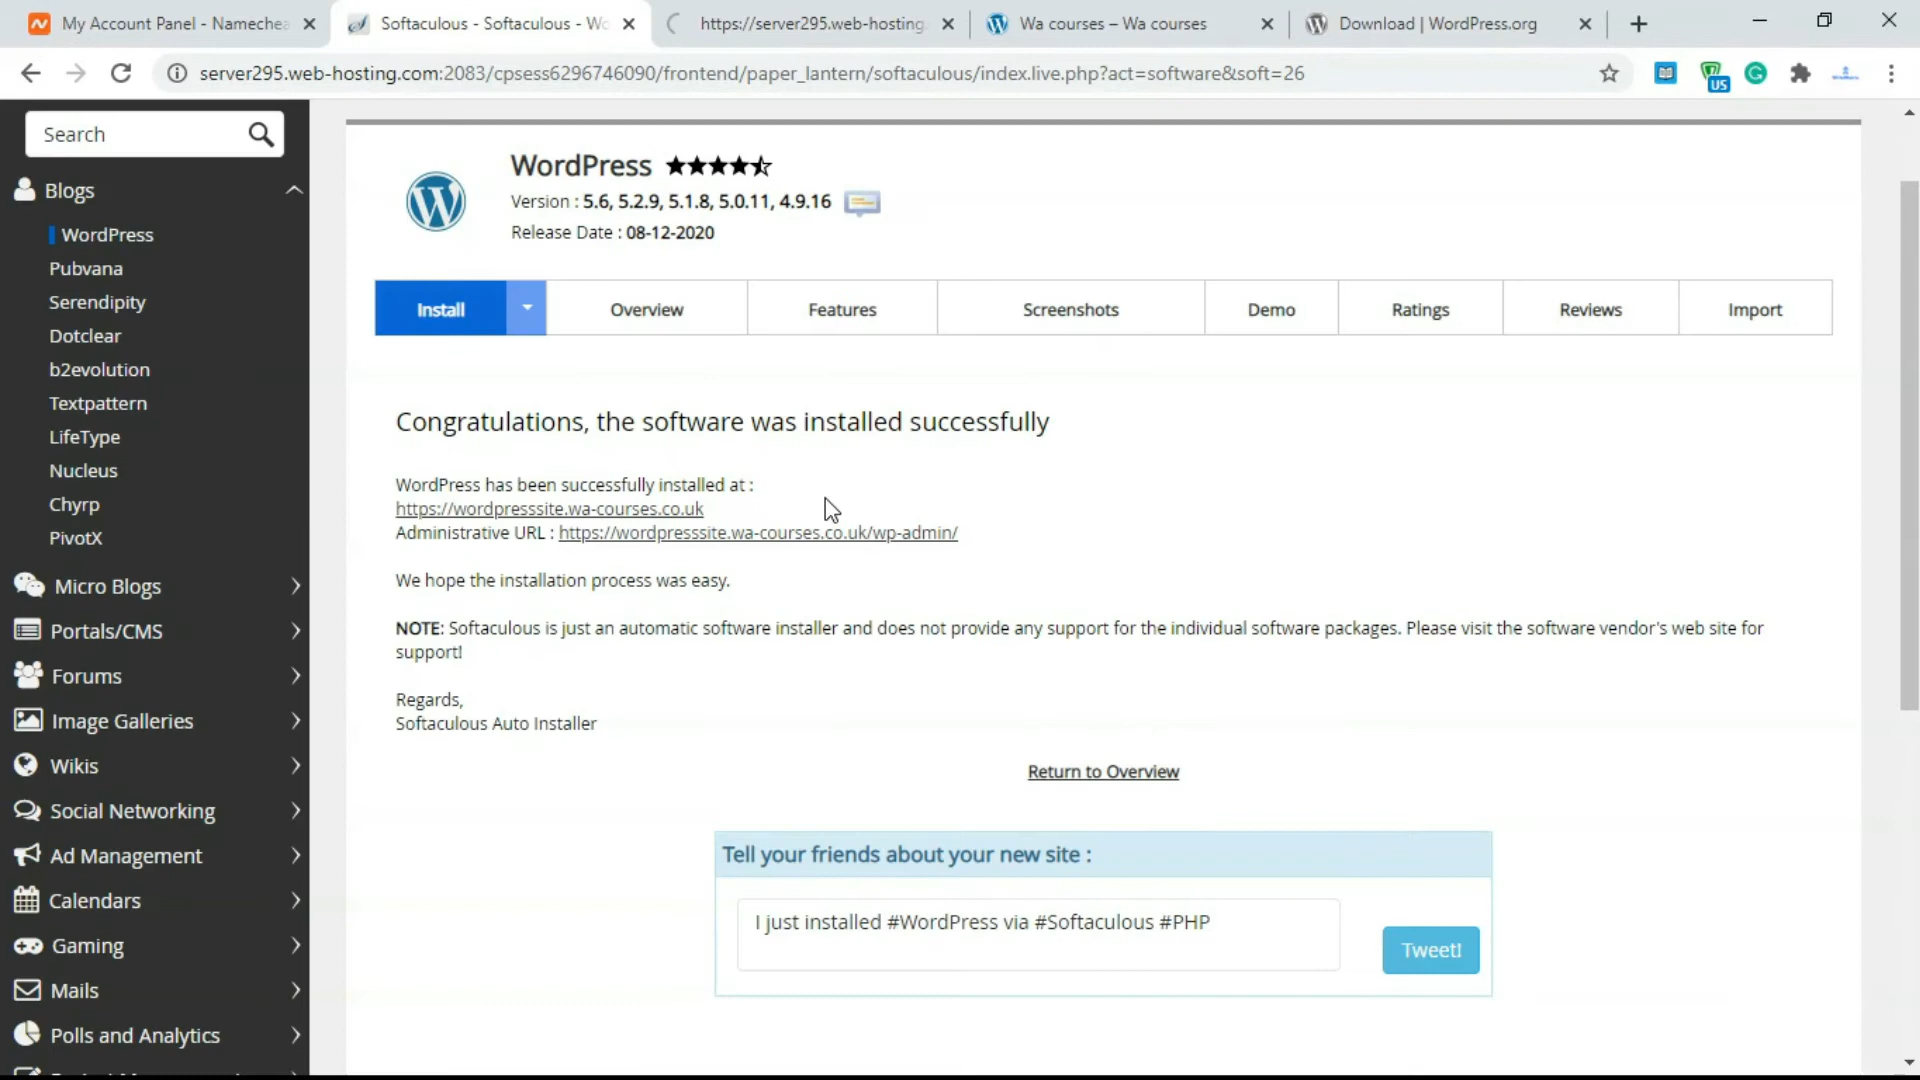 My Account Panel - Nameche
Softaculous - Softaculous - Wo
https://server295.web-hosting.
Wa courses – Wa courses
Download | WordPress.org
server295.web-hosting.com:2083/cpsess6296746090/frontend/paper_lantern/softaculous/index.live.php?act=software&soft=26
US
Search
Blogs
WordPress
Pubvana
Serendipity
Dotclear
b2evolution
Textpattern
LifeType
Nucleus
Chyrp
PivotX
Micro Blogs
Portals/CMS
Forums
Image Galleries
Wikis
Social Networking
Ad Management
Calendars
Gaming
Mails
Polls and Analytics
WordPress
Version : 5.6, 5.2.9, 5.1.8, 5.0.11, 4.9.16
Release Date : 08-12-2020
Install
Overview
Features
Screenshots
Demo
Ratings
Reviews
Import
Congratulations, the software was installed successfully
WordPress has been successfully installed at :
https://wordpresssite.wa-courses.co.uk
Administrative URL : https://wordpresssite.wa-courses.co.uk/wp-admin/
We hope the installation process was easy.
NOTE: Softaculous is just an automatic software installer and does not provide any support for the individual software packages. Please visit the software vendor's web site for
support!
Regards,
Softaculous Auto Installer
Return to Overview
Tell your friends about your new site :
I just installed #WordPress via #Softaculous #PHP
Tweet!